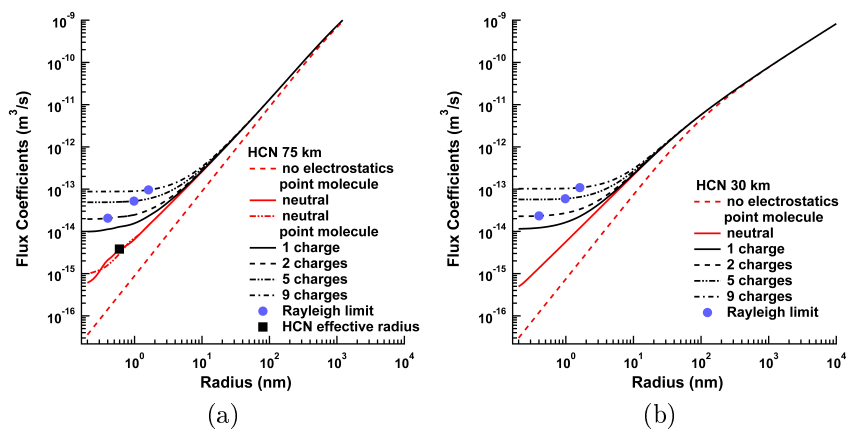 10^-9
10^-10
10^-11
10^-12
10^-13
10^-14
10^-15
10^-16
Flux Coefficients (m^3/s)
HCN 75 km
no electrostatics
point molecule
neutral
neutral
point molecule
1 charge
2 charges
5 charges
9 charges
Rayleigh limit
HCN effective radius
10^0
10^1
10^2
10^3
10^4
Radius (nm)
(a)
10^-9
10^-10
10^-11
10^-12
10^-13
10^-14
10^-15
10^-16
Flux Coefficients (m^3/s)
HCN 30 km
no electrostatics
point molecule
neutral
1 charge
2 charges
5 charges
9 charges
Rayleigh limit
10^0
10^1
10^2
10^3
10^4
Radius (nm)
(b)